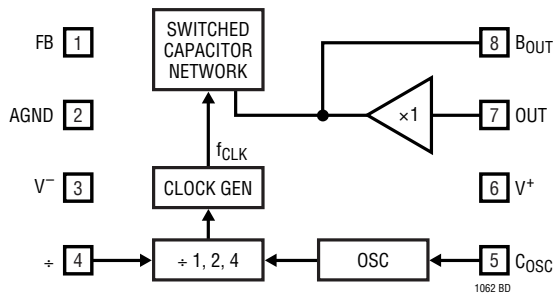 FB 1
SWITCHED
CAPACITOR
NETWORK
8 BOUT
AGND 2
×1
7 OUT
fCLK
V− 3
CLOCK GEN
6 V+
÷ 4
÷ 1, 2, 4
OSC
5 COSC
1062 BD